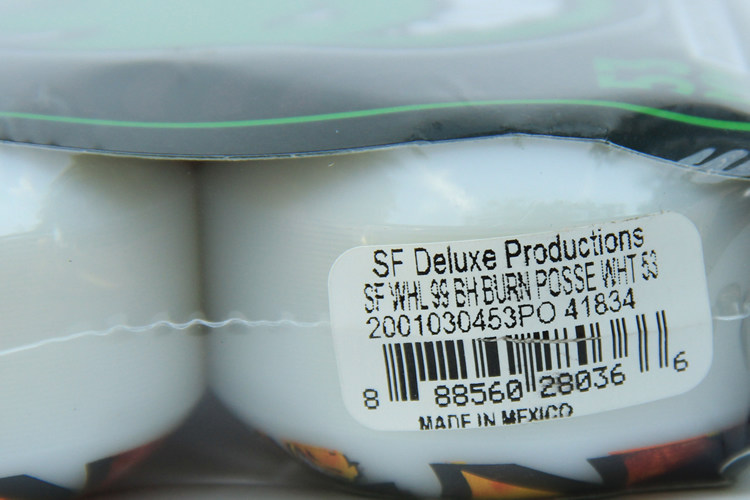 53
SF Deluxe Productions
SF WHL 99 BH BURN POSSE WHT 53
2001030453PO 41834
8 88560 28036 6
MADE IN MEXICO